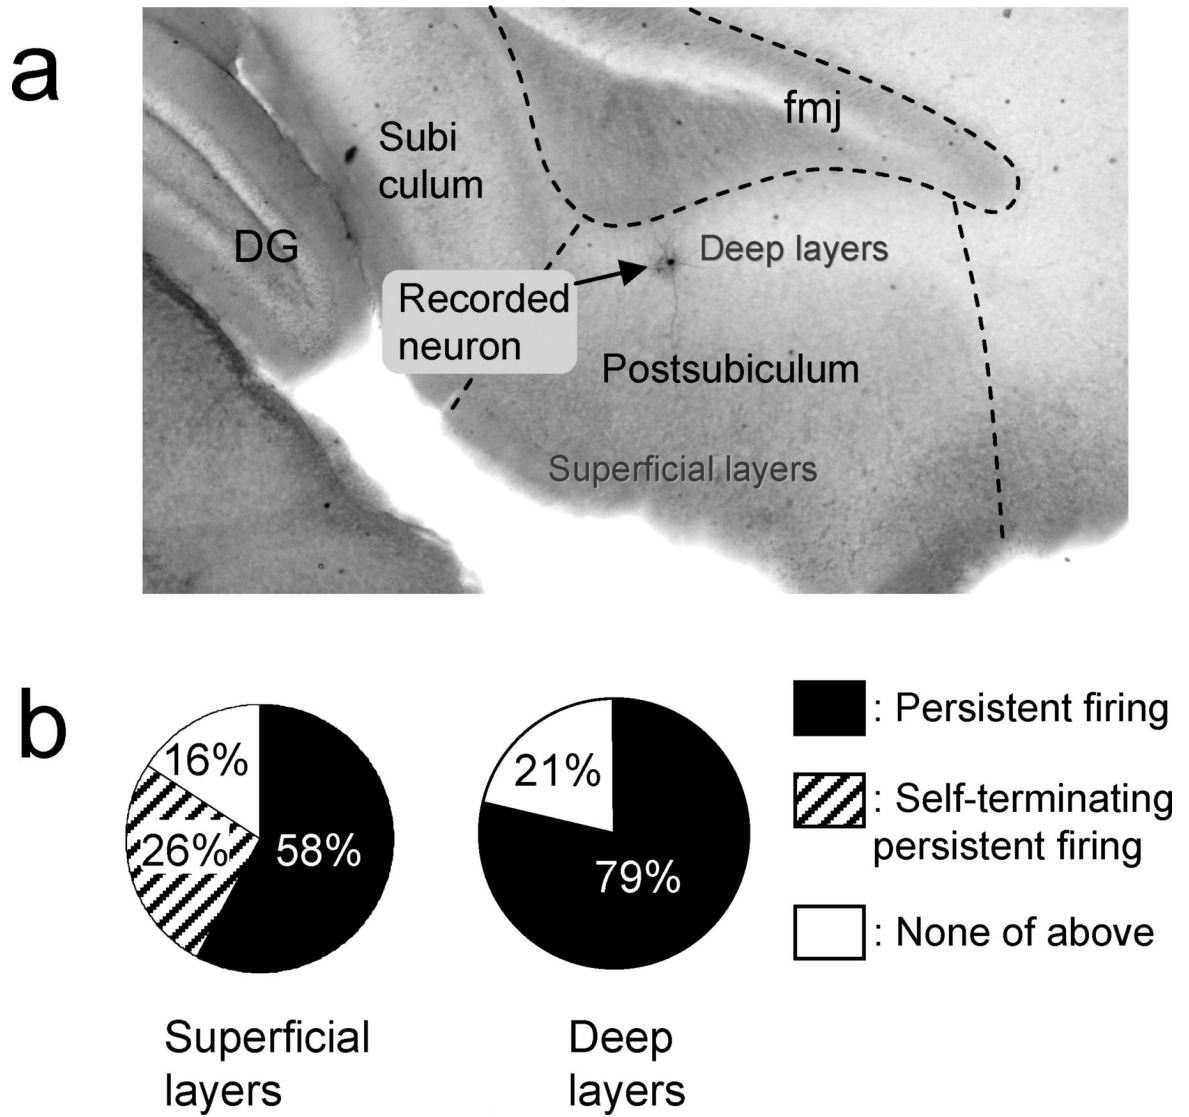 a
Subi
culum
fmj
DG
Deep layers
Recorded
neuron
Postsubiculum
Superficial layers
b
16%
26%
58%
21%
79%
: Persistent firing
: Self-terminating
persistent firing
: None of above
Superficial
layers
Deep
layers